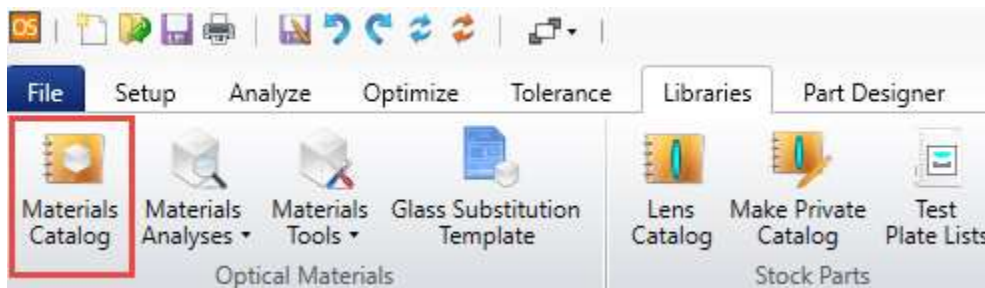 OS
File Setup Analyze Optimize Tolerance Libraries Part Designer
Materials Catalog
Materials Analyses
Materials Tools
Glass Substitution Template
Lens Catalog
Make Private Catalog
Test Plate Lists
Optical Materials
Stock Parts